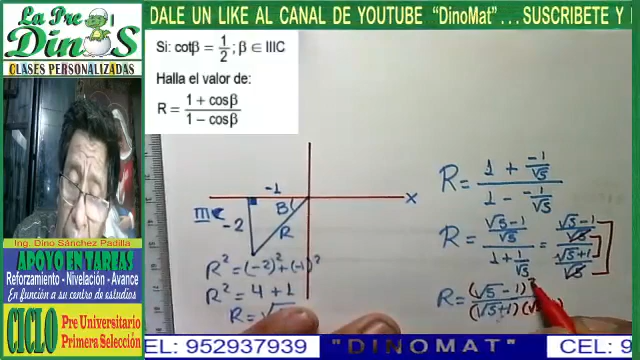 DALE UN LIKE AL CANAL DE YOUTUBE "DinoMat"... SUSCRIBETE Y
La Pre
DinoS
CLASES PERSONALIZADAS
Si: cotβ = 1/2 ; β ∈ IIIC
Halla el valor de:
R = (1 + cosβ)/(1 − cosβ)
Ing. Dino Sánchez Padilla
APOYO EN TAREAS
Reforzamiento - Nivelación - Avance
En función a su centro de estudios
CICLO Pre Universitario
Primera Selección
-1
X
IIIC
-2
B
R
R² = (-2)² + (-1)²
R² = 4 + 1
R = √
R = (1 + -1/√5)/(1 - -1/√5)
R = ((√5 - 1)/√5)/(1 + 1/√5) = ((√5 - 1)/√5)/((√5 + 1)/√5)
R = (√5 - 1)²/(√5 + 1)(√
EL: 952937939 "DINOMAT" CEL: 9